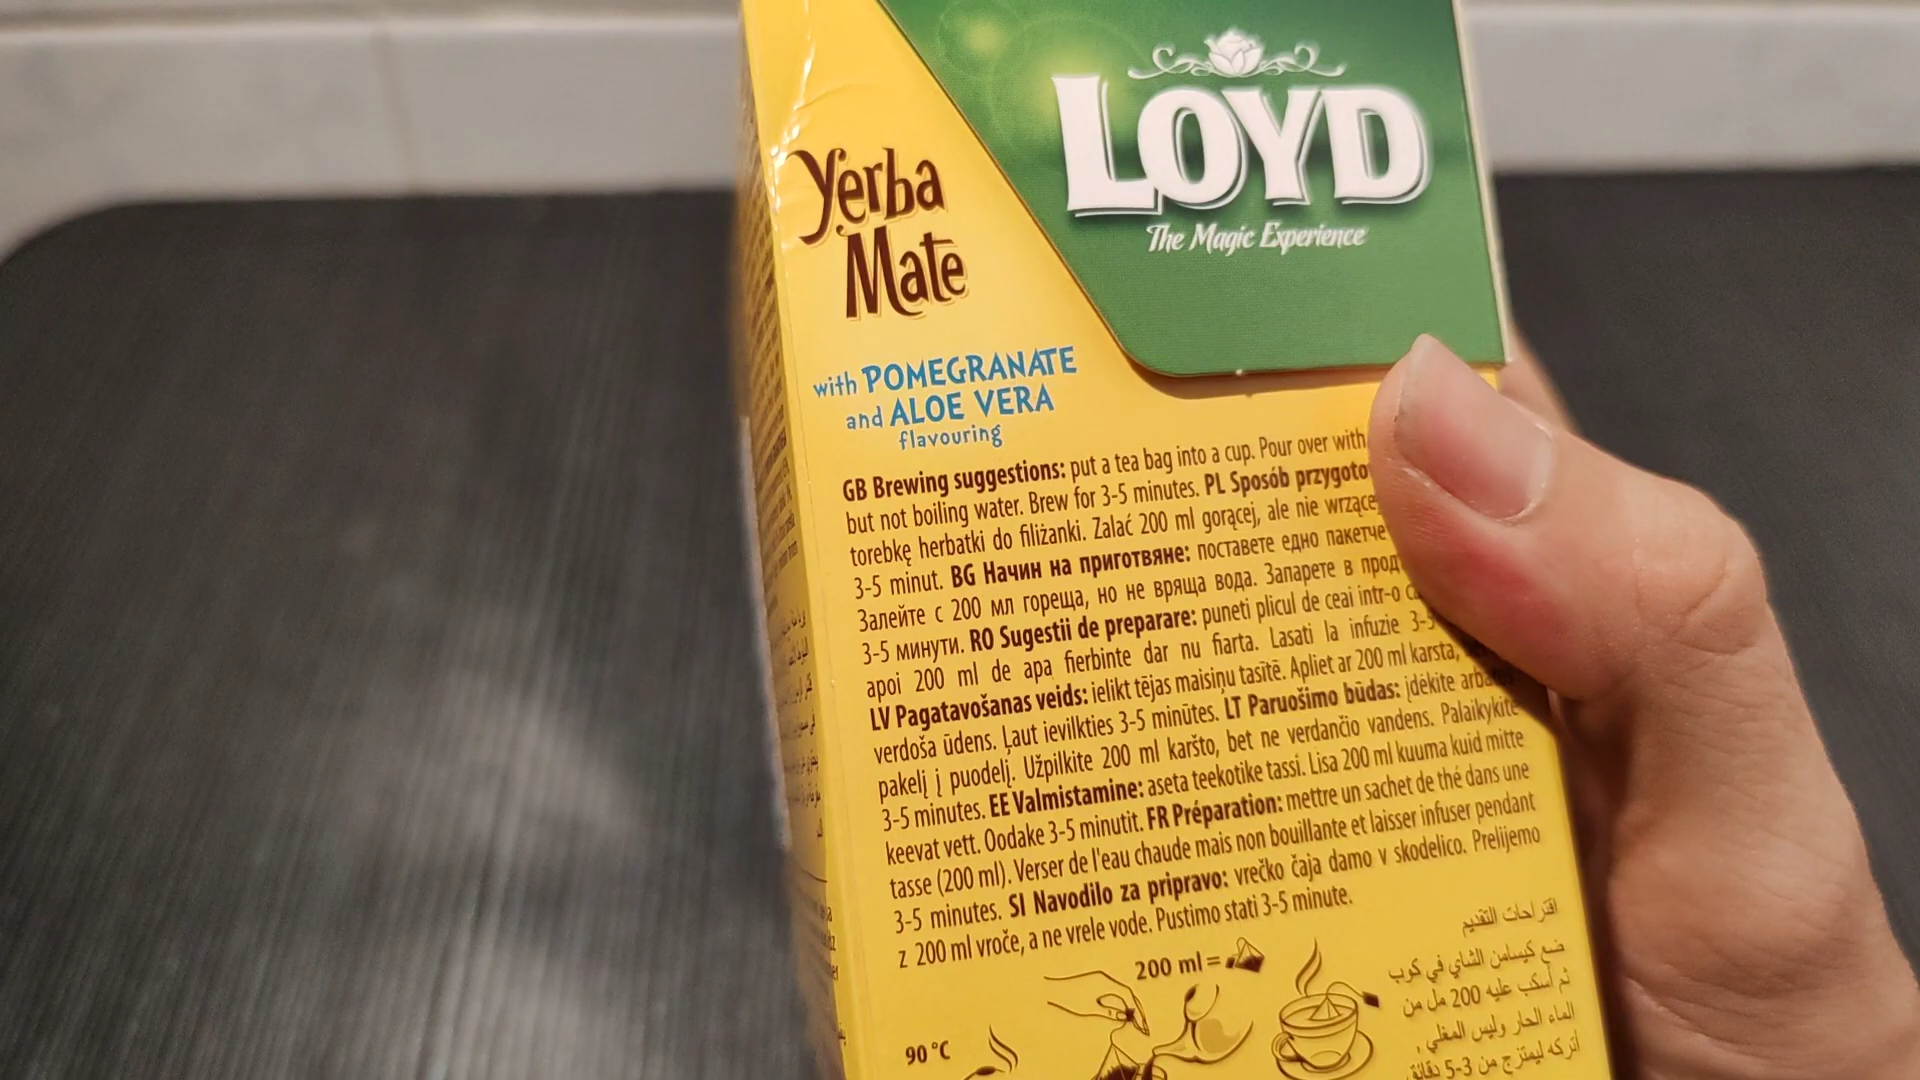 LOYD
The Magic Experience
Yerba
Mate
with POMEGRANATE
and ALOE VERA
flavouring
GB Brewing suggestions: put a tea bag into a cup. Pour over with
but not boiling water. Brew for 3-5 minutes. PL Sposób
torebkę herbatki do filiżanki. Zalać 200 ml gorącej, ale nie
3-5 minut. BG Начин на приготвяне: поставете едно пакетче
Залейте с 200 мл гореща, но не вряща вода. Запарете в
3-5 минути. RO Sugestii de preparare: puneti plicul de ceai intr-o
apoi 200 ml de apa fierbinte dar nu fiarta. Lasati la infuzie
LV Pagatavošanas veids: ielikt tējas maisiņu tasītē. Apliet ar 200 ml karsta,
verdoša ūdens. Ļaut ievilkties 3-5 minūtes. LT Paruošimo būdas: įdėkite
pakelį į puodelį. Užpilkite 200 ml karšto, bet ne verdančio vandens. Palaikykite
3-5 minutes. EE Valmistamine: aseta teekotike tassi. Lisa 200 ml kuuma kuid mitte
keevat vett. Oodake 3-5 minutit. FR Préparation: mettre un sachet de thé dans une
tasse (200 ml). Verser de l'eau chaude mais non bouillante et laisser infuser pendant
3-5 minutes. SI Navodilo za pripravo: vrečko čaja damo v skodelico. Prelijemo
z 200 ml vroče, a ne vrele vode. Pustimo stati 3-5 minute.
200 ml =
90 °C
اقتراحات التقديم
ضع كيسامن الشاي في كوب
ثم أسكب عليه 200 مل من
الماء الحار وليس المغلي ,
أتركه ليمتزج من 3-5 دقائق